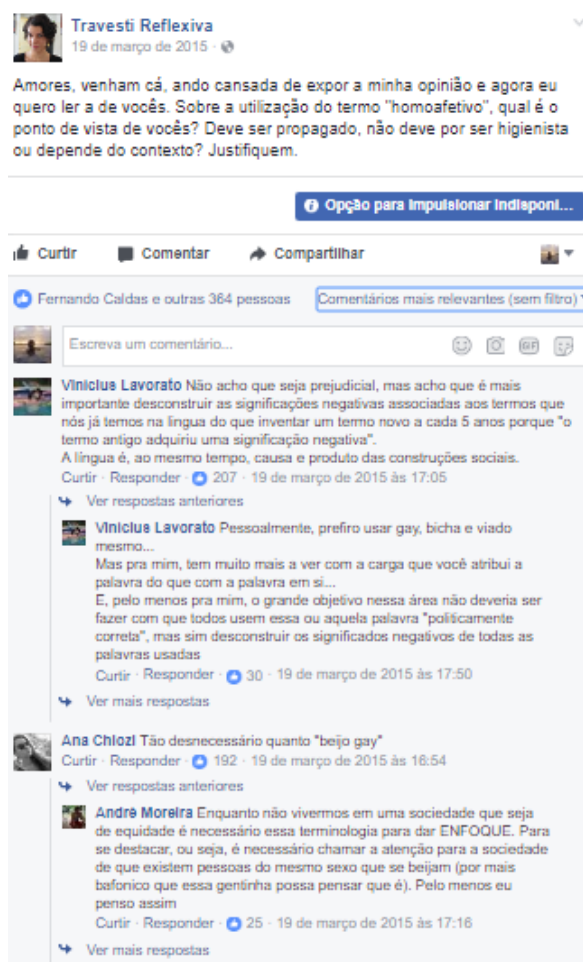 Travesti Reflexiva
19 de março de 2015 ·
Amores, venham cá, ando cansada de expor a minha opinião e agora eu
quero ler a de vocês. Sobre a utilização do termo "homoafetivo", qual é o
ponto de vista de vocês? Deve ser propagado, não deve por ser higienista
ou depende do contexto? Justifiquem.
Opção para impulsionar indisponi...
Curtir Comentar Compartilhar
Fernando Caldas e outras 364 pessoas Comentários mais relevantes (sem filtro)
Escreva um comentário... GIF
Vinicius Lavorato Não acho que seja prejudicial, mas acho que é mais
importante desconstruir as significações negativas associadas aos termos que
nós já temos na lingua do que inventar um termo novo a cada 5 anos porque "o
termo antigo adquiriu uma significação negativa".
A língua é, ao mesmo tempo, causa e produto das construções sociais.
Curtir · Responder · 207 · 19 de março de 2015 às 17:05
Ver respostas anteriores
Vinicius Lavorato Pessoalmente, prefiro usar gay, bicha e viado
mesmo...
Mas pra mim, tem muito mais a ver com a carga que você atribui a
palavra do que com a palavra em si...
E, pelo menos pra mim, o grande objetivo nessa área não deveria ser
fazer com que todos usem essa ou aquela palavra "politicamente
correta", mas sim desconstruir os significados negativos de todas as
palavras usadas
Curtir · Responder · 30 · 19 de março de 2015 às 17:50
Ver mais respostas
Ana Chiozi Tão desnecessário quanto "beijo gay"
Curtir · Responder · 192 · 19 de março de 2015 às 16:54
Ver respostas anteriores
André Moreira Enquanto não vivermos em uma sociedade que seja
de equidade é necessário essa terminologia para dar ENFOQUE. Para
se destacar, ou seja, é necessário chamar a atenção para a sociedade
de que existem pessoas do mesmo sexo que se beijam (por mais
bafonico que essa gentinha possa pensar que é). Pelo menos eu
penso assim
Curtir · Responder · 25 · 19 de março de 2015 às 17:16
Ver mais respostas